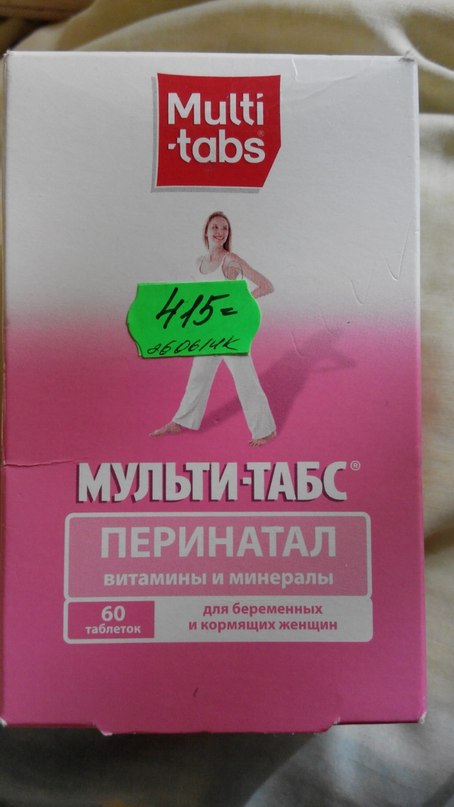 Multi
-tabs®
415=
МУЛЬТИ-ТАБС®
ПЕРИНАТАЛ
витамины и минералы
60
таблеток
для беременных
и кормящих женщин